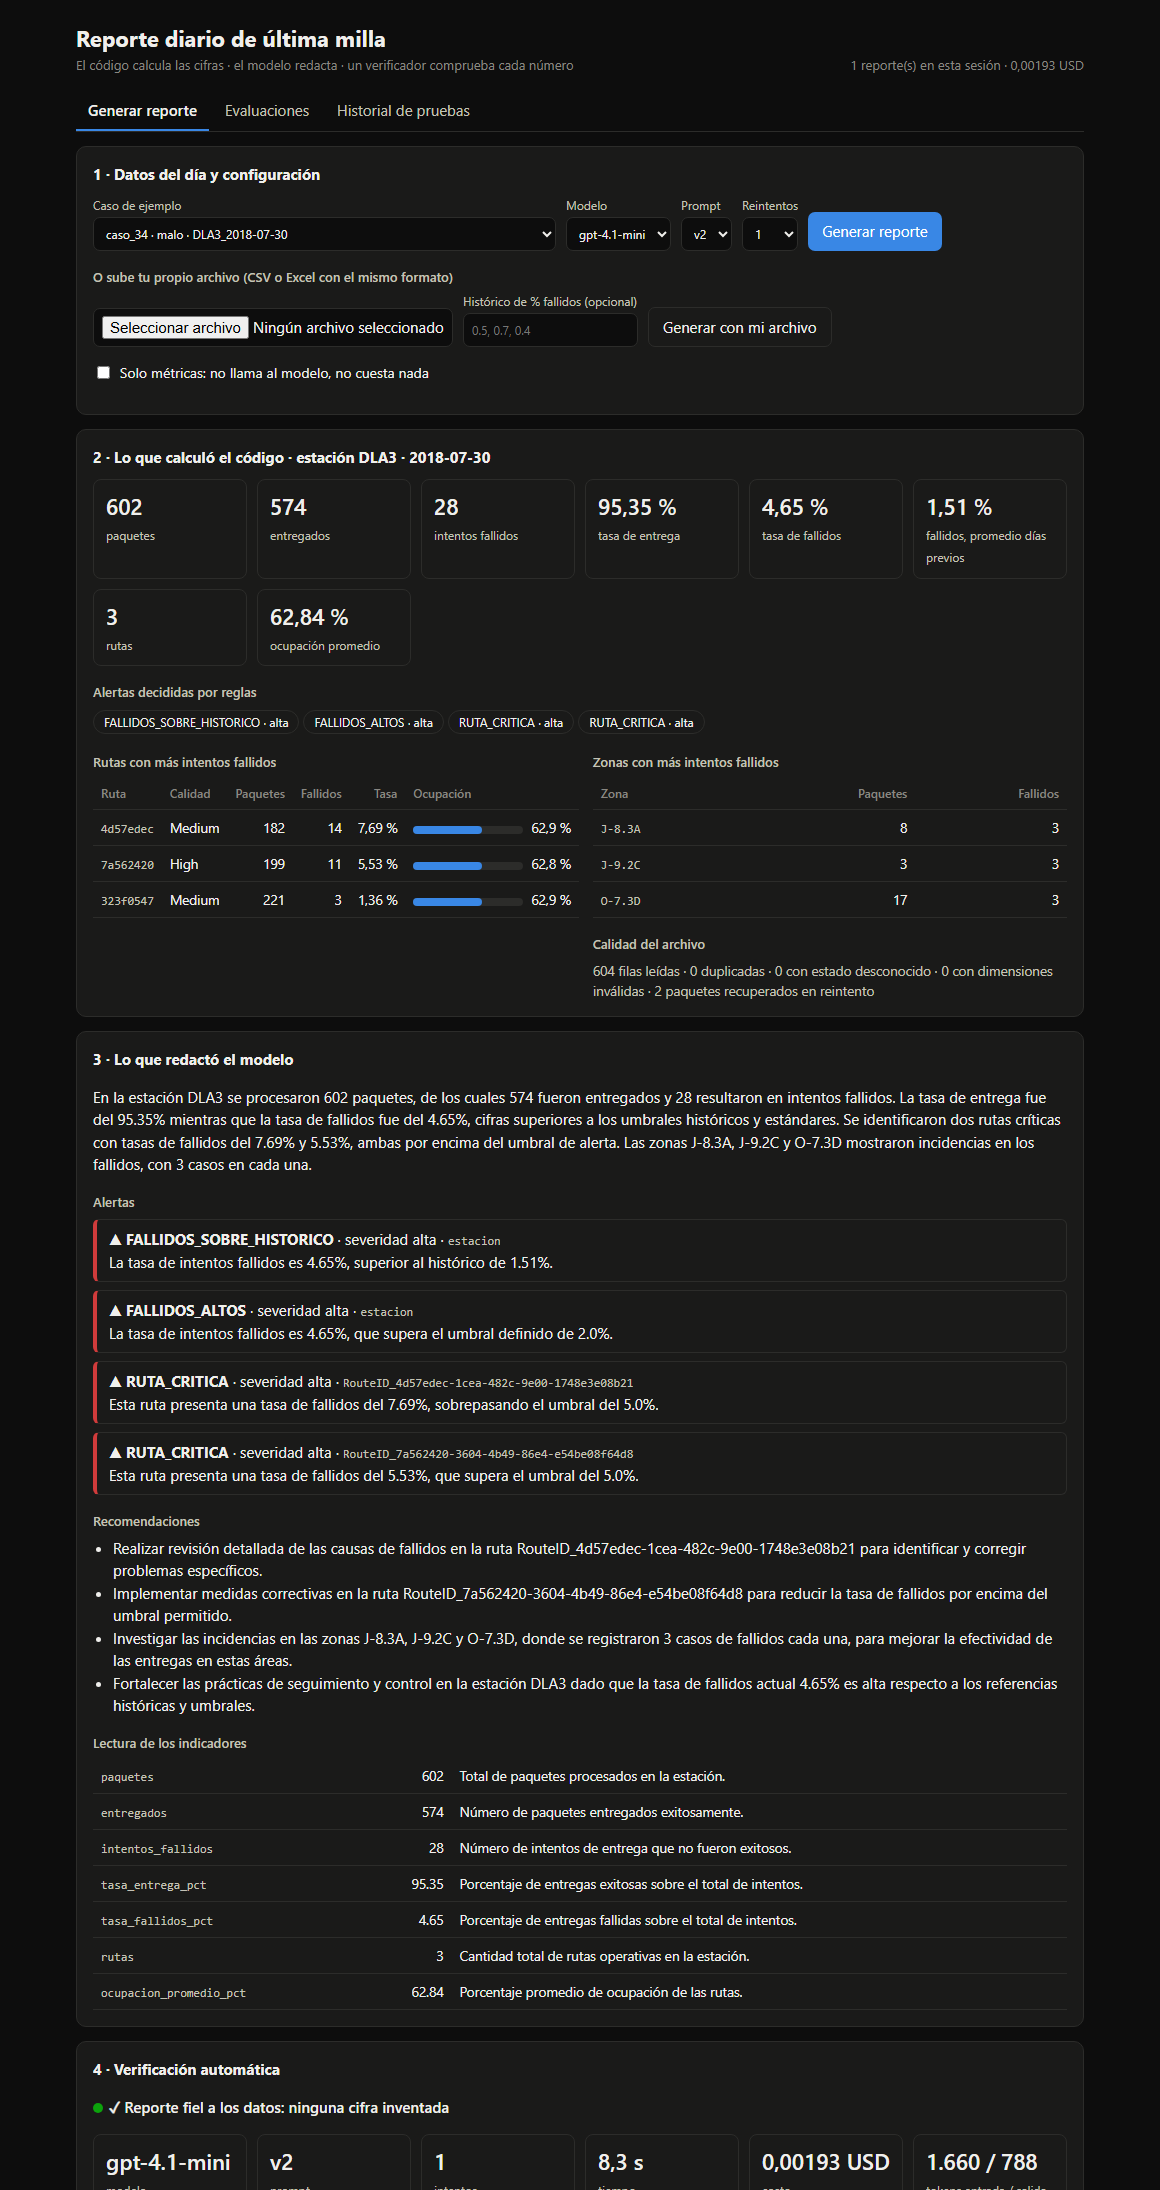 Reporte diario de última milla
El código calcula las cifras · el modelo redacta · un verificador comprueba cada número
1 reporte(s) en esta sesión · 0,00193 USD
Generar reporte Evaluaciones Historial de pruebas
1 · Datos del día y configuración
Caso de ejemplo Modelo Prompt Reintentos
caso_34 · malo · DLA3_2018-07-30 gpt-4.1-mini v2 1 Generar reporte
O sube tu propio archivo (CSV o Excel con el mismo formato)
Histórico de % fallidos (opcional)
Seleccionar archivo Ningún archivo seleccionado 0.5, 0.7, 0.4 Generar con mi archivo
Solo métricas: no llama al modelo, no cuesta nada
2 · Lo que calculó el código · estación DLA3 · 2018-07-30
602 574 28 95,35 % 4,65 % 1,51 %
paquetes entregados intentos fallidos tasa de entrega tasa de fallidos fallidos, promedio días
previos
3 62,84 %
rutas ocupación promedio
Alertas decididas por reglas
FALLIDOS_SOBRE_HISTORICO · alta FALLIDOS_ALTOS · alta RUTA_CRITICA · alta RUTA_CRITICA · alta
Rutas con más intentos fallidos
Ruta Calidad Paquetes Fallidos Tasa Ocupación
4d57edec Medium 182 14 7,69 % 62,9 %
7a562420 High 199 11 5,53 % 62,8 %
323f0547 Medium 221 3 1,36 % 62,9 %
Zonas con más intentos fallidos
Zona Paquetes Fallidos
J-8.3A 8 3
J-9.2C 3 3
O-7.3D 17 3
Calidad del archivo
604 filas leídas · 0 duplicadas · 0 con estado desconocido · 0 con dimensiones
inválidas · 2 paquetes recuperados en reintento
3 · Lo que redactó el modelo
En la estación DLA3 se procesaron 602 paquetes, de los cuales 574 fueron entregados y 28 resultaron en intentos fallidos. La tasa de entrega fue
del 95.35% mientras que la tasa de fallidos fue del 4.65%, cifras superiores a los umbrales históricos y estándares. Se identificaron dos rutas críticas
con tasas de fallidos del 7.69% y 5.53%, ambas por encima del umbral de alerta. Las zonas J-8.3A, J-9.2C y O-7.3D mostraron incidencias en los
fallidos, con 3 casos en cada una.
Alertas
▲ FALLIDOS_SOBRE_HISTORICO · severidad alta · estacion
La tasa de intentos fallidos es 4.65%, superior al histórico de 1.51%.
▲ FALLIDOS_ALTOS · severidad alta · estacion
La tasa de intentos fallidos es 4.65%, que supera el umbral definido de 2.0%.
▲ RUTA_CRITICA · severidad alta · RouteID_4d57edec-1cea-482c-9e00-1748e3e08b21
Esta ruta presenta una tasa de fallidos del 7.69%, sobrepasando el umbral del 5.0%.
▲ RUTA_CRITICA · severidad alta · RouteID_7a562420-3604-4b49-86e4-e54be08f64d8
Esta ruta presenta una tasa de fallidos del 5.53%, que supera el umbral del 5.0%.
Recomendaciones
• Realizar revisión detallada de las causas de fallidos en la ruta RouteID_4d57edec-1cea-482c-9e00-1748e3e08b21 para identificar y corregir
problemas específicos.
• Implementar medidas correctivas en la ruta RouteID_7a562420-3604-4b49-86e4-e54be08f64d8 para reducir la tasa de fallidos por encima del
umbral permitido.
• Investigar las incidencias en las zonas J-8.3A, J-9.2C y O-7.3D, donde se registraron 3 casos de fallidos cada una, para mejorar la efectividad de
las entregas en estas áreas.
• Fortalecer las prácticas de seguimiento y control en la estación DLA3 dado que la tasa de fallidos actual 4.65% es alta respecto a los referencias
históricas y umbrales.
Lectura de los indicadores
paquetes 602 Total de paquetes procesados en la estación.
entregados 574 Número de paquetes entregados exitosamente.
intentos_fallidos 28 Número de intentos de entrega que no fueron exitosos.
tasa_entrega_pct 95.35 Porcentaje de entregas exitosas sobre el total de intentos.
tasa_fallidos_pct 4.65 Porcentaje de entregas fallidas sobre el total de intentos.
rutas 3 Cantidad total de rutas operativas en la estación.
ocupacion_promedio_pct 62.84 Porcentaje promedio de ocupación de las rutas.
4 · Verificación automática
✓ Reporte fiel a los datos: ninguna cifra inventada
gpt-4.1-mini v2 1 8,3 s 0,00193 USD 1.660 / 788